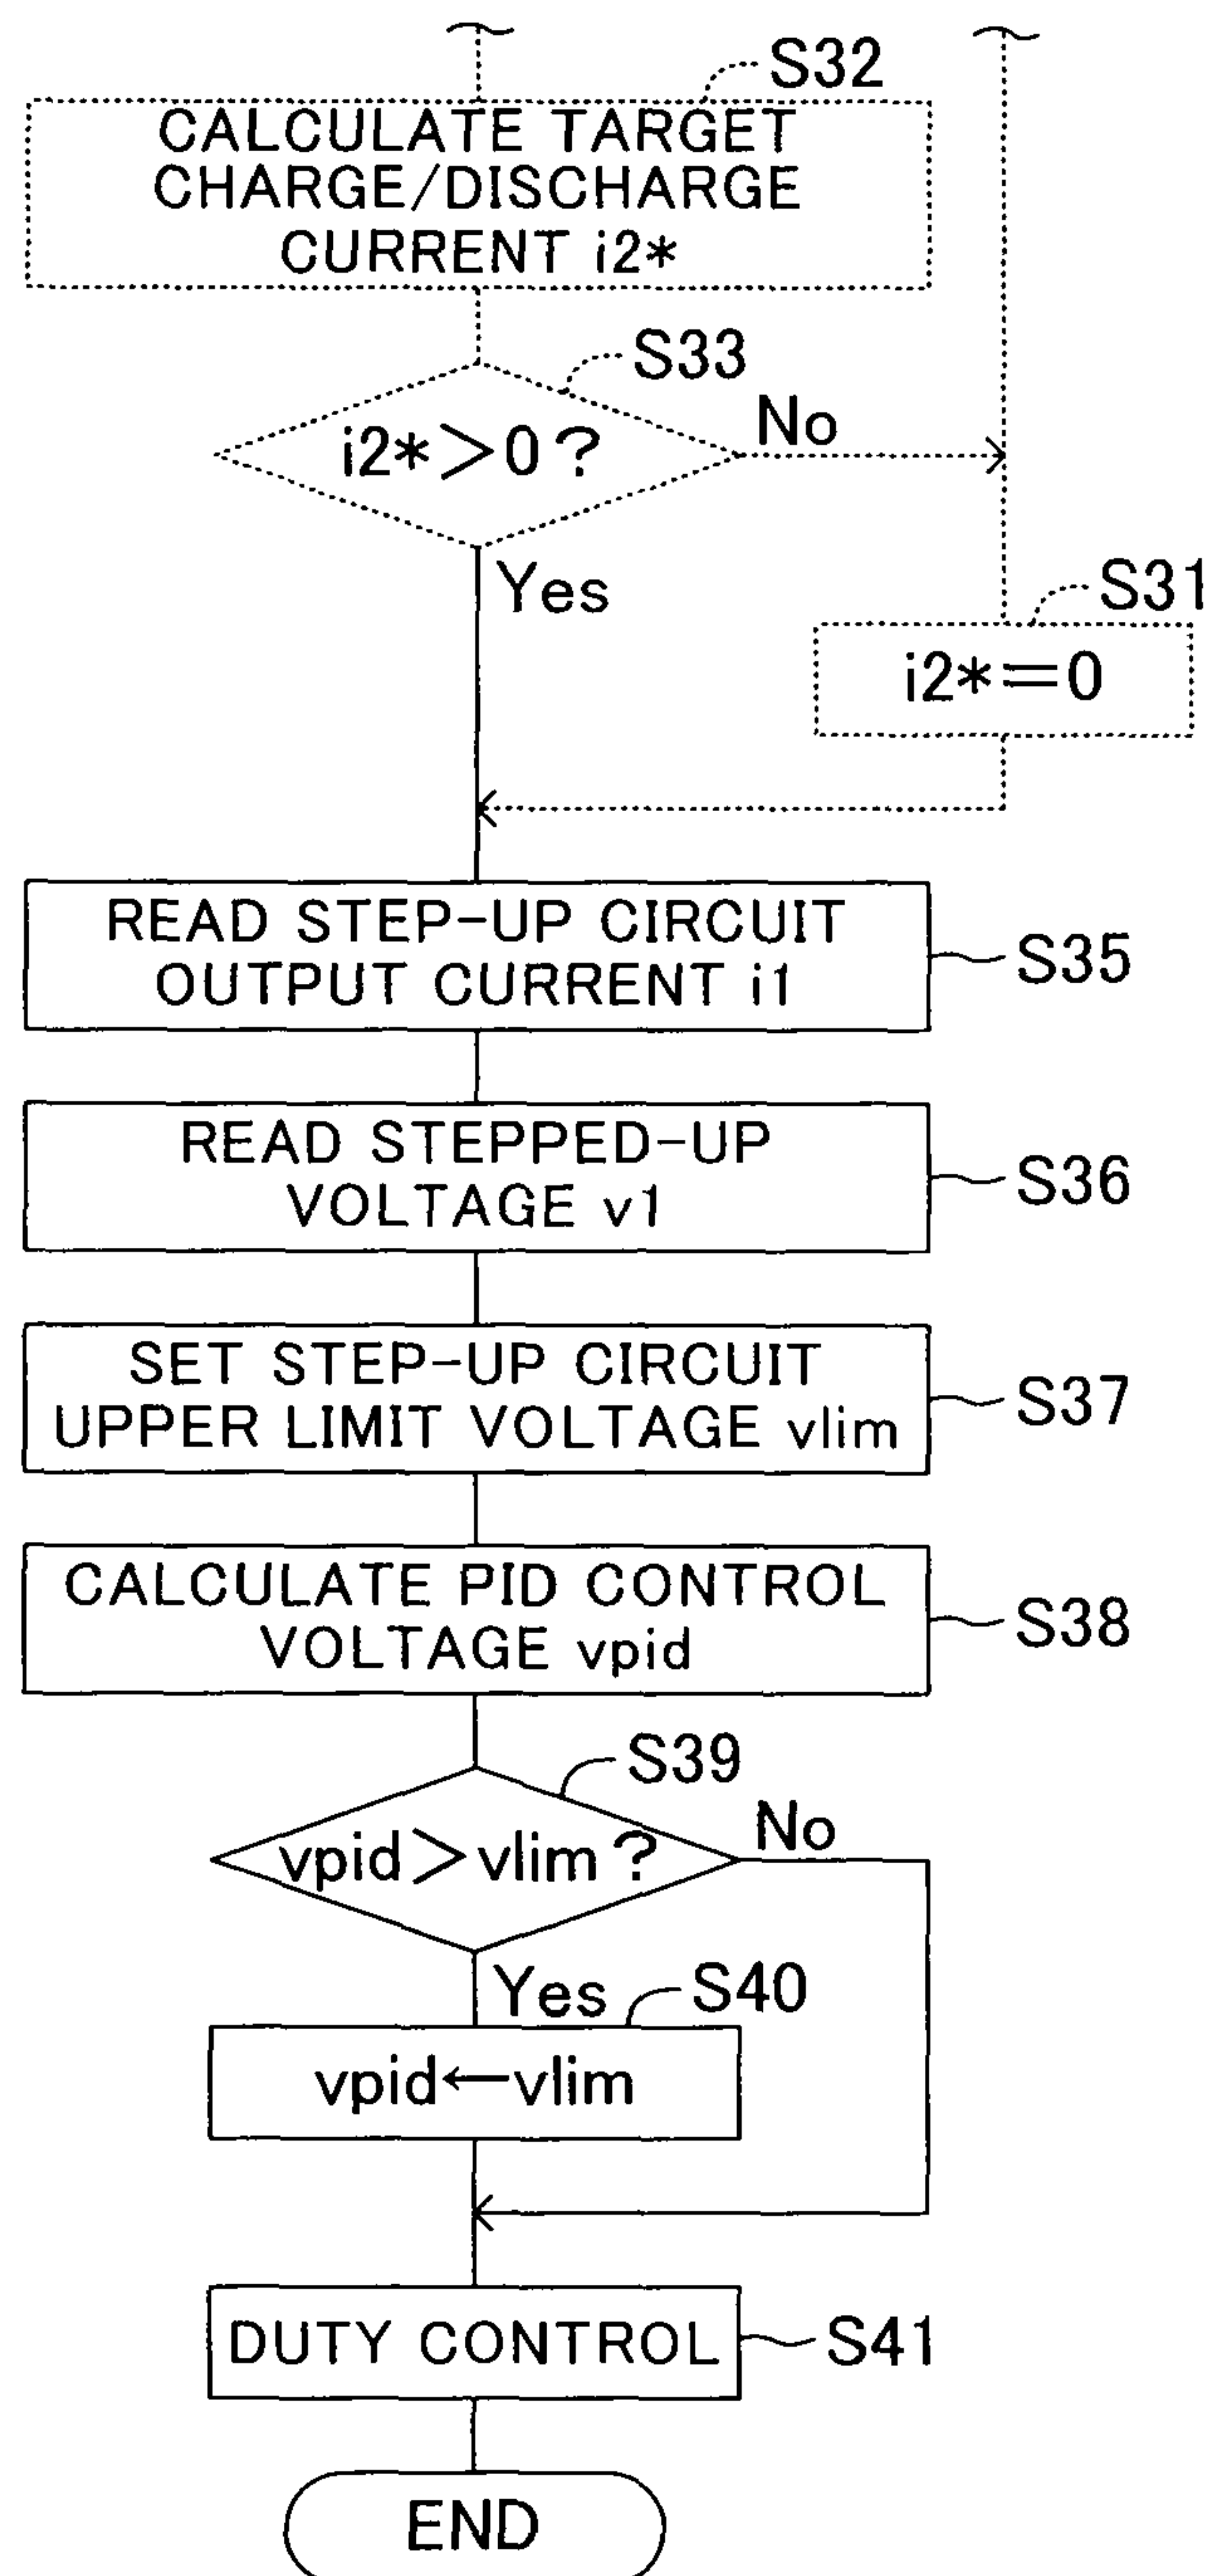 S32
CALCULATE TARGET
CHARGE/DISCHARGE
CURRENT i2*
S33
i2*>0?
No
Yes
S31
i2*=0
READ STEP-UP CIRCUIT
OUTPUT CURRENT i1
S35
READ STEPPED-UP
VOLTAGE v1
S36
SET STEP-UP CIRCUIT
UPPER LIMIT VOLTAGE vlim
S37
CALCULATE PID CONTROL
VOLTAGE vpid
S38
S39
vpid>vlim?
No
Yes
S40
vpid←vlim
DUTY CONTROL
S41
END